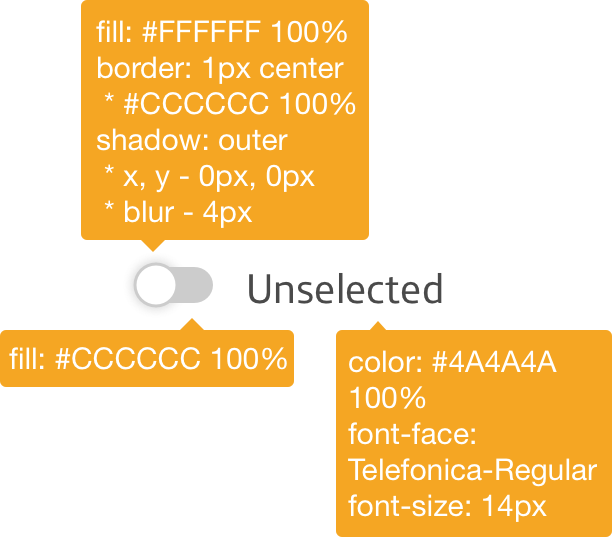 fill: #FFFFFF 100%
border: 1px center
* #CCCCCC 100%
shadow: outer
* x, y - 0px, 0px
* blur - 4px
Unselected
fill: #CCCCCC 100%
color: #4A4A4A
100%
font-face:
Telefonica-Regular
font-size: 14px